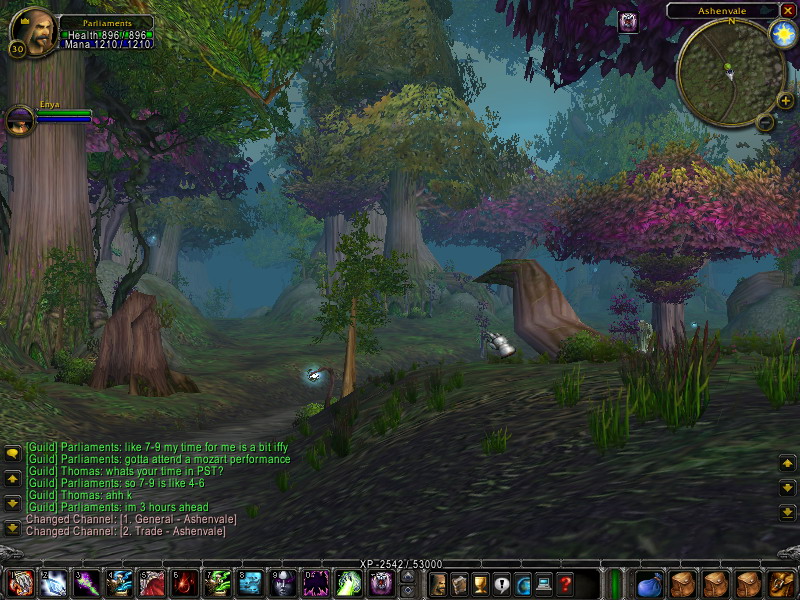 Parliaments
Health 896 / 896
Mana 1210 / 1210
30
Enya
Ashenvale
N
[Guild] Parliaments: like 7-9 my time for me is a bit iffy
[Guild] Parliaments: gotta attend a mozart performance
[Guild] Thomas: whats your time in PST?
[Guild] Parliaments: so 7-9 is like 4-6
[Guild] Thomas: ahh k
[Guild] Parliaments: im 3 hours ahead
Changed Channel: [1. General - Ashenvale]
Changed Channel: [2. Trade - Ashenvale]
XP -2542 / 53000